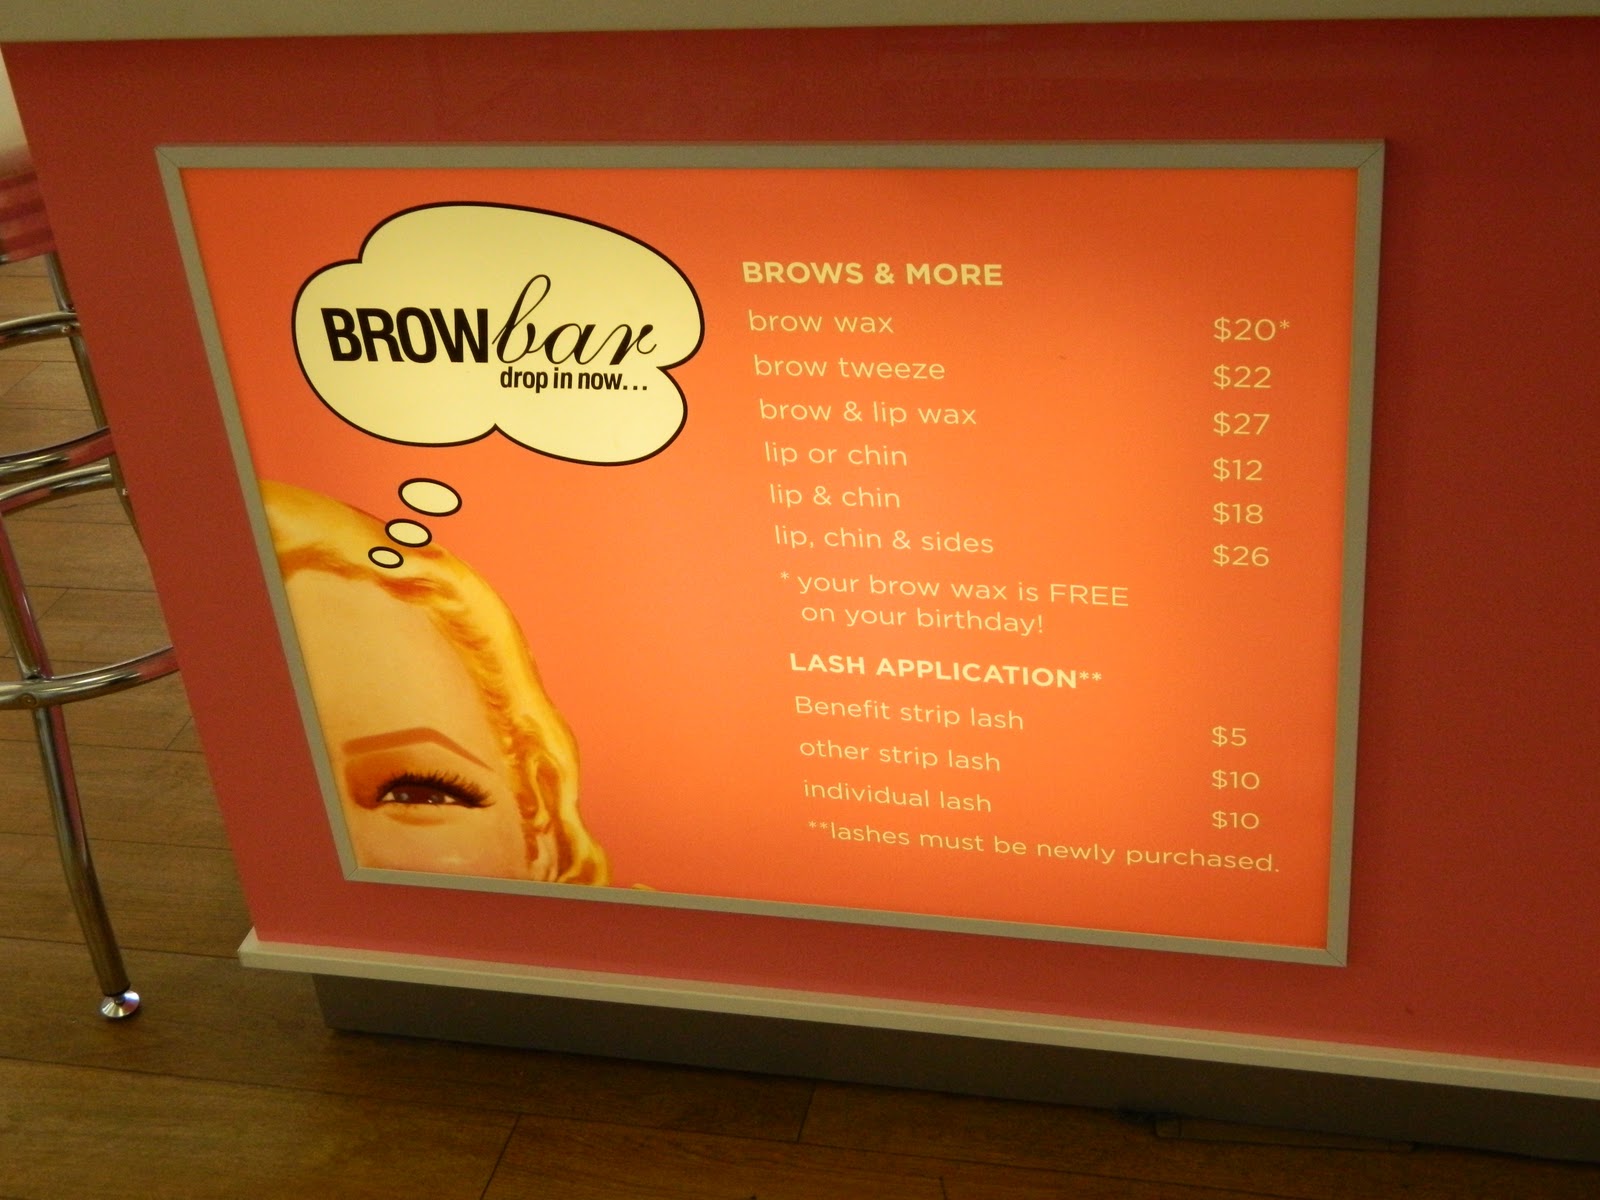 BROWbar
drop in now...
BROWS & MORE
brow wax $20*
brow tweeze $22
brow & lip wax $27
lip or chin $12
lip & chin $18
lip, chin & sides $26
* your brow wax is FREE
on your birthday!
LASH APPLICATION**
Benefit strip lash $5
other strip lash $10
individual lash $10
**lashes must be newly purchased.